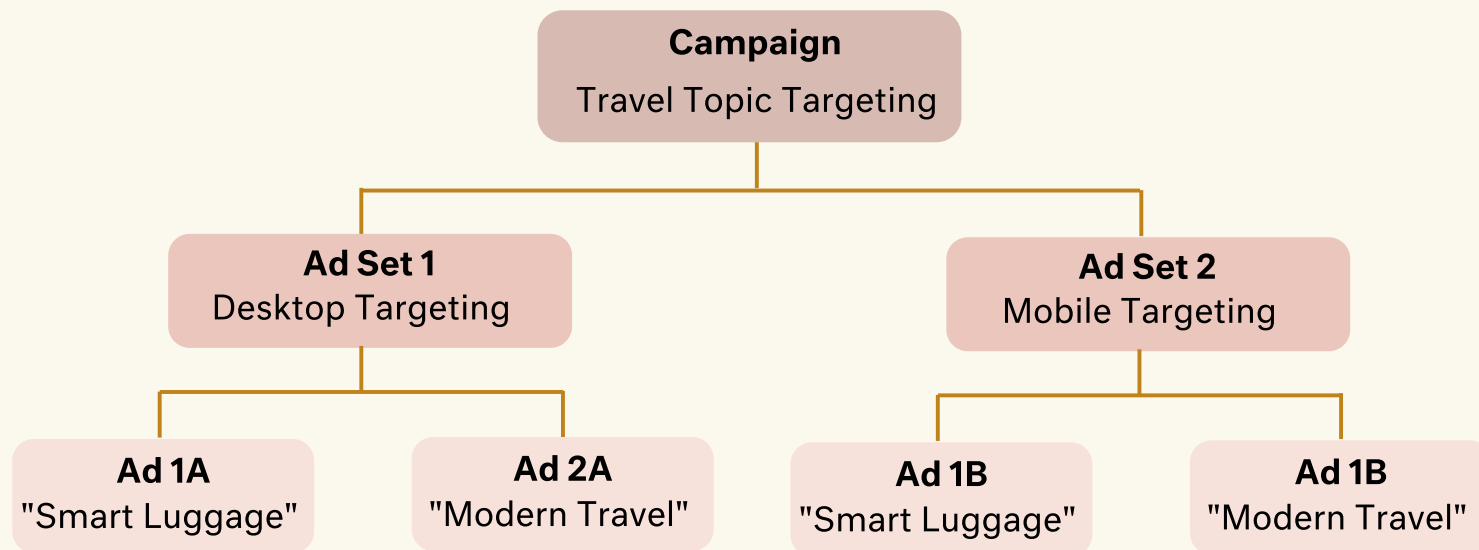 Campaign
Travel Topic Targeting
Ad Set 1
Desktop Targeting
Ad Set 2
Mobile Targeting
Ad 1A
"Smart Luggage"
Ad 2A
"Modern Travel"
Ad 1B
"Smart Luggage"
Ad 1B
"Modern Travel"